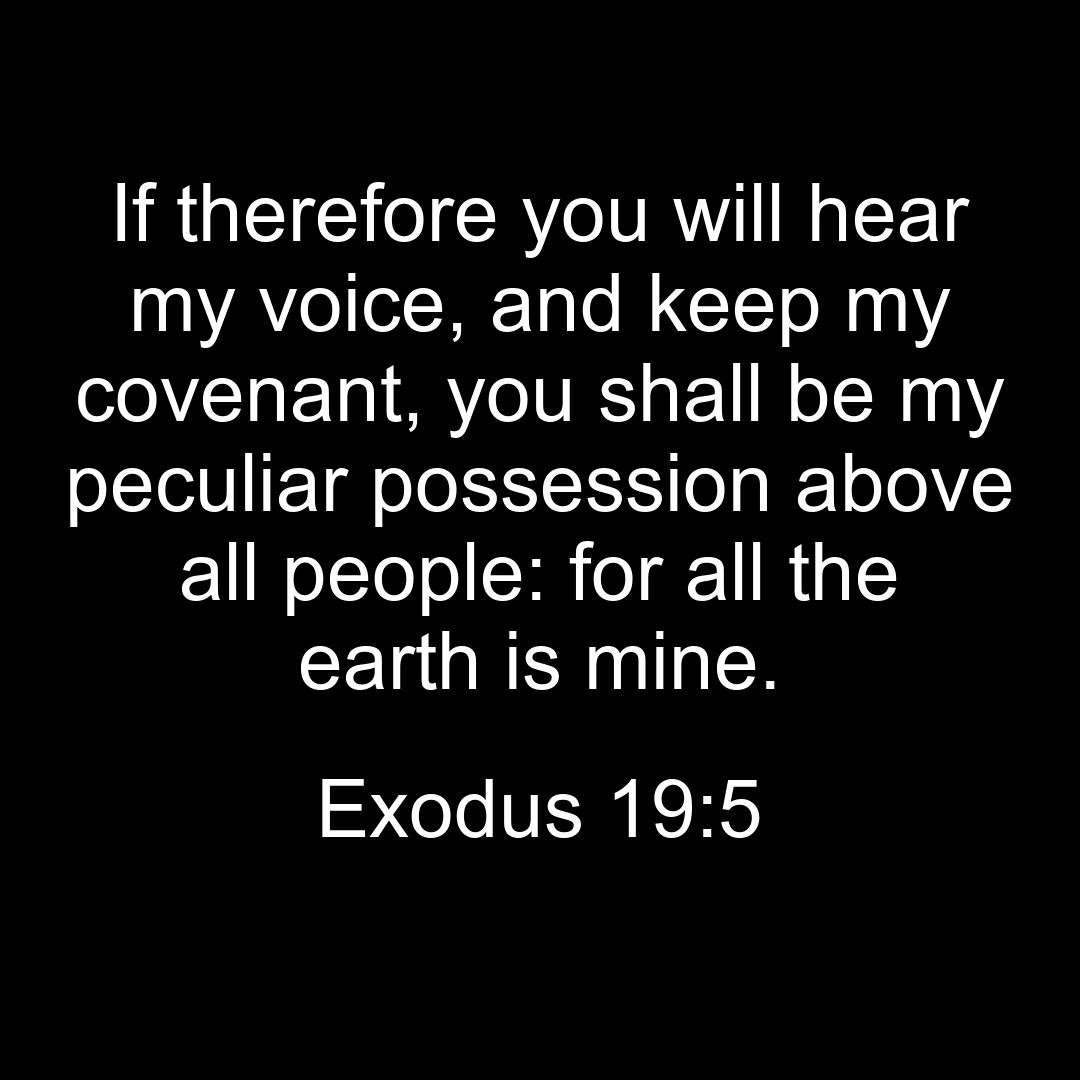 If therefore you will hear
my voice, and keep my
covenant, you shall be my
peculiar possession above
all people: for all the
earth is mine.
Exodus 19:5